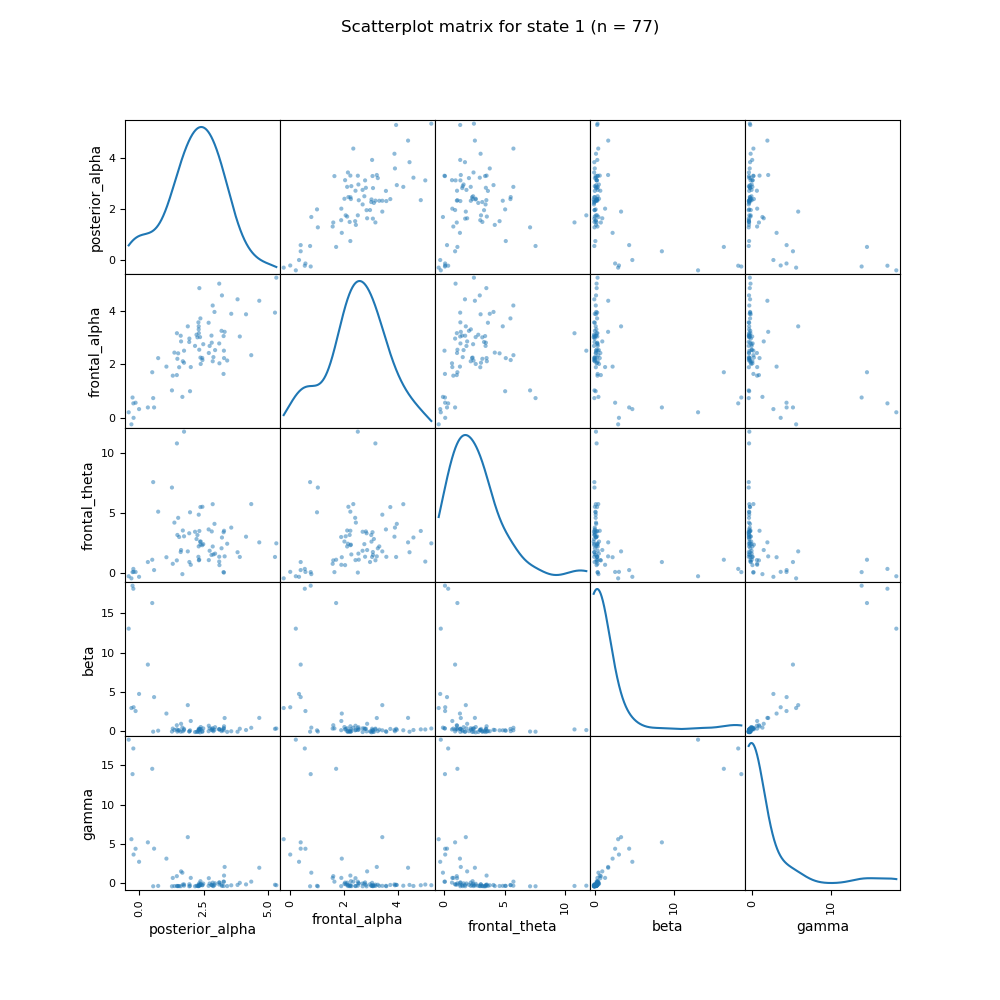 Scatterplot matrix for state 1 (n = 77)
posterior_alpha
4
2
0
frontal_alpha
4
2
0
frontal_theta
10
5
0
beta
15
10
5
0
gamma
15
10
5
0
0.0 2.5 5.0 0 2 4 0 5 10 0 10 0 10
posterior_alpha frontal_alpha frontal_theta beta gamma